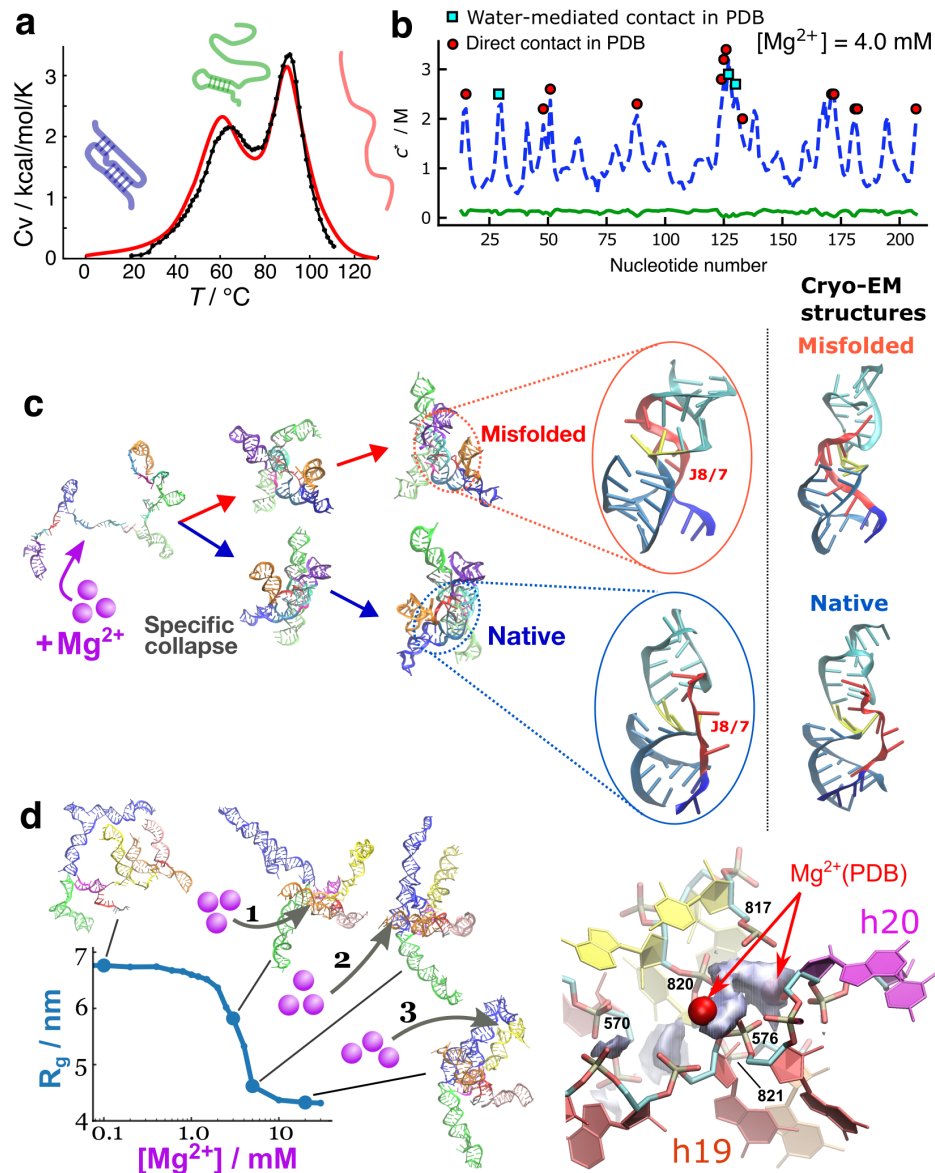 a
Cv / kcal/mol/K
3
2
1
0
0 20 40 60 80 100 120
T / °C
b
Water-mediated contact in PDB
Direct contact in PDB
[Mg2+] = 4.0 mM
c* / M
3
2
1
0
25 50 75 100 125 150 175 200
Nucleotide number
Cryo-EM
structures
Misfolded
c
Misfolded
J8/7
+Mg2+
Specific
collapse
Native
J8/7
Native
d
1
2
3
R_g / nm
7
6
5
4
0.1 1.0 10
[Mg2+] / mM
Mg2+(PDB)
817
h20
820
570
576
821
h19